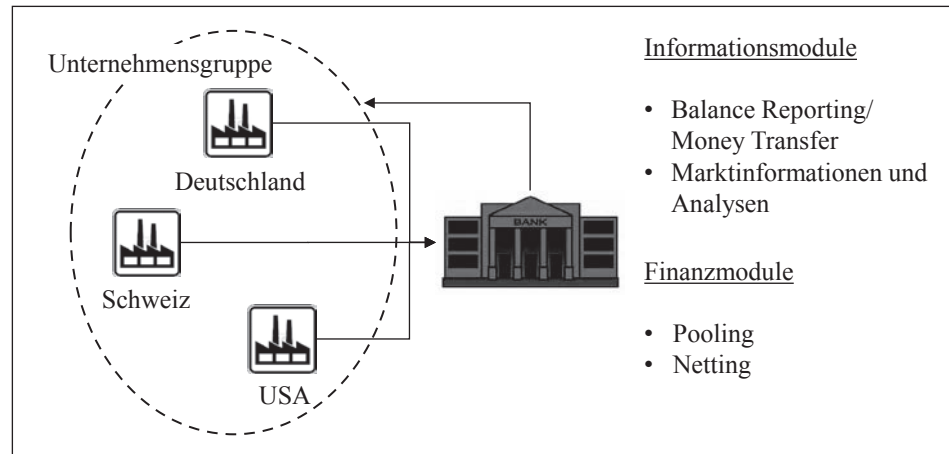 Unternehmensgruppe
Deutschland
Schweiz
USA
BANK
Informationsmodule
• Balance Reporting/
Money Transfer
• Marktinformationen und
Analysen
Finanzmodule
• Pooling
• Netting